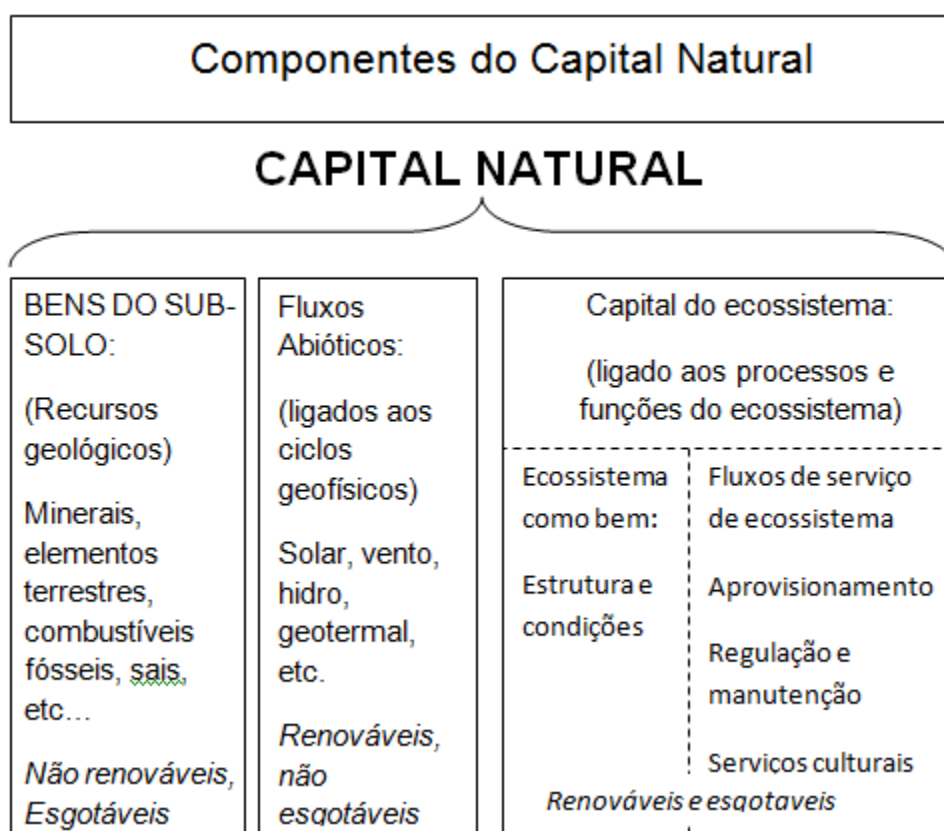 Componentes do Capital Natural
CAPITAL NATURAL
BENS DO SUB-
SOLO:
(Recursos
geológicos)
Minerais,
elementos
terrestres,
combustíveis
fósseis, sais,
etc...
Não renováveis,
Esgotáveis
Fluxos
Abióticos:
(ligados aos
ciclos
geofísicos)
Solar, vento,
hidro,
geotermal,
etc.
Renováveis,
não
esgotáveis
Capital do ecossistema:
(ligado aos processos e
funções do ecossistema)
Ecossistema
como bem:
Estrutura e
condições
Fluxos de serviço
de ecossistema
Aprovisionamento
Regulação e
manutenção
Serviços culturais
Renováveis e esgotaveis